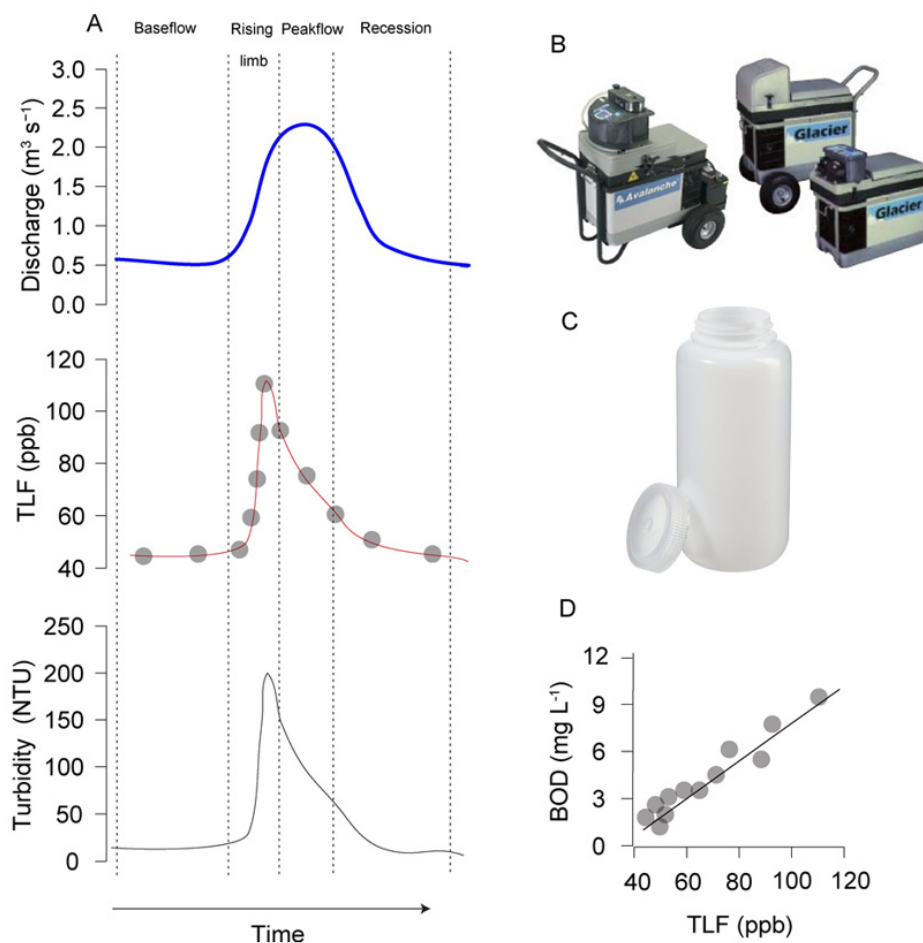 A
Baseflow
Rising
limb
Peakflow
Recession
Discharge (m³ s⁻¹)
3.0
2.5
2.0
1.5
1.0
0.5
0.0
TLF (ppb)
120
100
80
60
40
Turbidity (NTU)
250
200
150
100
50
0
Time
B
Avalanche
Glacier
Glacier
C
D
BOD (mg L⁻¹)
12
9
6
3
0
40 60 80 100 120
TLF (ppb)